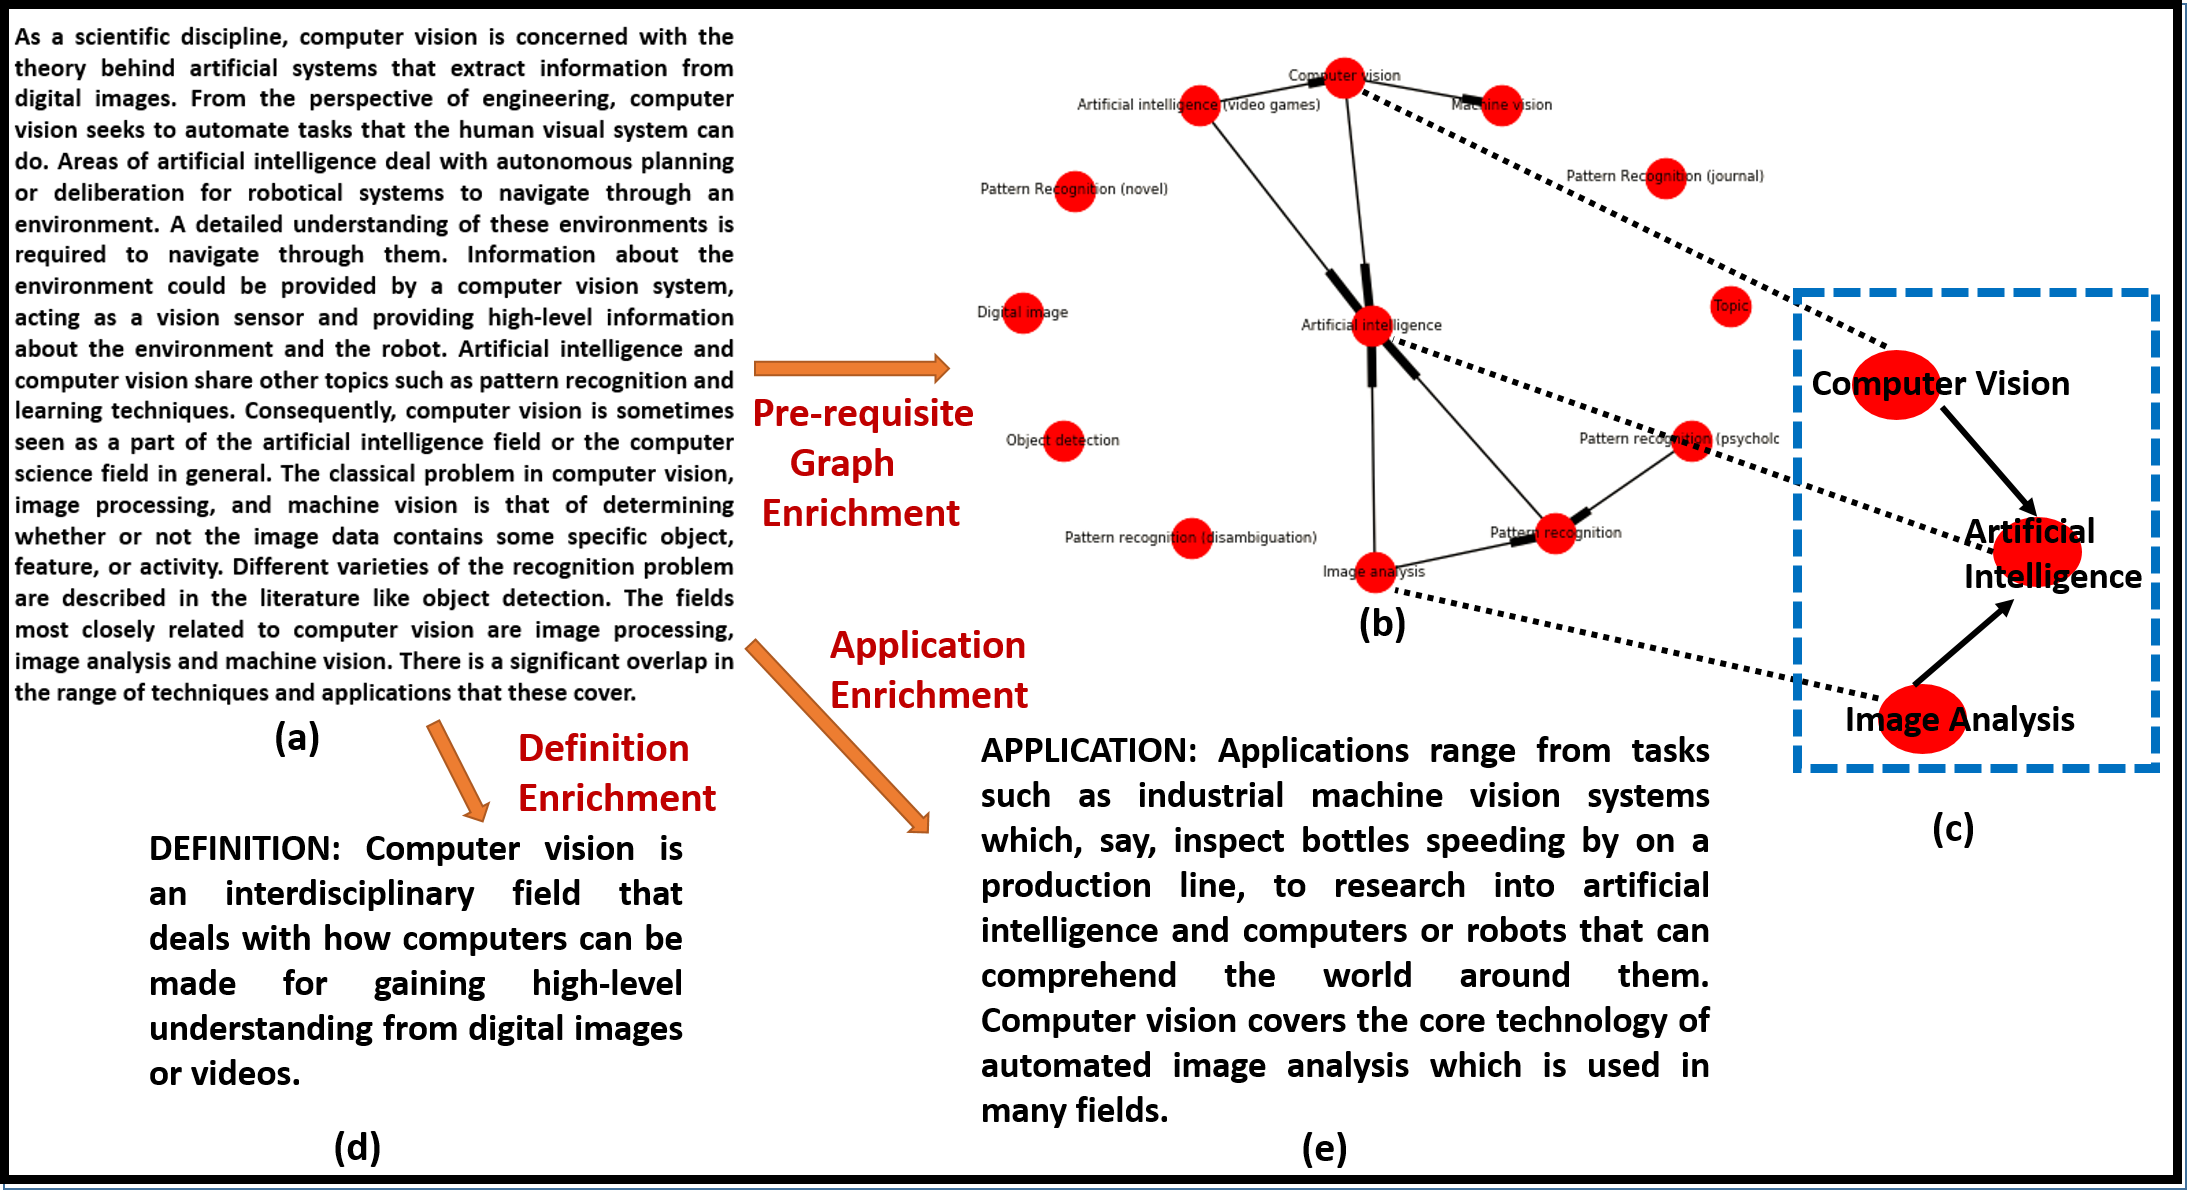 As a scientific discipline, computer vision is concerned with the
theory behind artificial systems that extract information from
digital images. From the perspective of engineering, computer
vision seeks to automate tasks that the human visual system can
do. Areas of artificial intelligence deal with autonomous planning
or deliberation for robotical systems to navigate through an
environment. A detailed understanding of these environments is
required to navigate through them. Information about the
environment could be provided by a computer vision system,
acting as a vision sensor and providing high-level information
about the environment and the robot. Artificial intelligence and
computer vision share other topics such as pattern recognition and
learning techniques. Consequently, computer vision is sometimes
seen as a part of the artificial intelligence field or the computer
science field in general. The classical problem in computer vision,
image processing, and machine vision is that of determining
whether or not the image data contains some specific object,
feature, or activity. Different varieties of the recognition problem
are described in the literature like object detection. The fields
most closely related to computer vision are image processing,
image analysis and machine vision. There is a significant overlap in
the range of techniques and applications that these cover.
(a)
Pre-requisite
Graph
Enrichment
Application
Enrichment
Definition
Enrichment
Computer vision
Artificial intelligence (video games)
Machine vision
Pattern Recognition (novel)
Pattern Recognition (journal)
Digital image
Topic
Artificial intelligence
Object detection
Pattern recognition (psycholc
Pattern recognition (disambiguation)
Pattern recognition
Image analysis
(b)
Computer Vision
Artificial
Intelligence
Image Analysis
(c)
DEFINITION: Computer vision is
an interdisciplinary field that
deals with how computers can be
made for gaining high-level
understanding from digital images
or videos.
(d)
APPLICATION: Applications range from tasks
such as industrial machine vision systems
which, say, inspect bottles speeding by on a
production line, to research into artificial
intelligence and computers or robots that can
comprehend the world around them.
Computer vision covers the core technology of
automated image analysis which is used in
many fields.
(e)